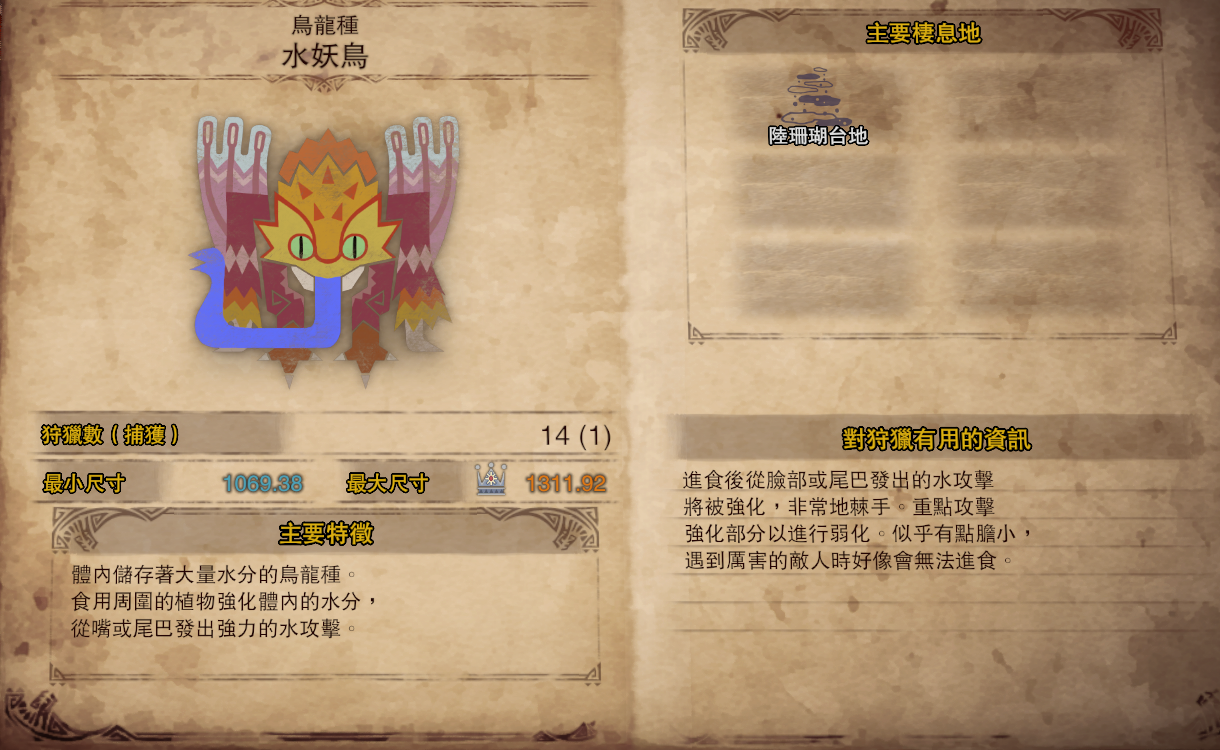 鳥龍種
水妖鳥
狩獵數(捕獲)
14 (1)
最小尺寸
1069.38
最大尺寸
1311.92
主要特徵
體內儲存著大量水分的鳥龍種。
食用周圍的植物強化體內的水分，
從嘴或尾巴發出強力的水攻擊。
主要棲息地
陸珊瑚台地
對狩獵有用的資訊
進食後從臉部或尾巴發出的水攻擊
將被強化，非常地棘手。重點攻擊
強化部分以進行弱化。似乎有點膽小，
遇到厲害的敵人時好像會無法進食。